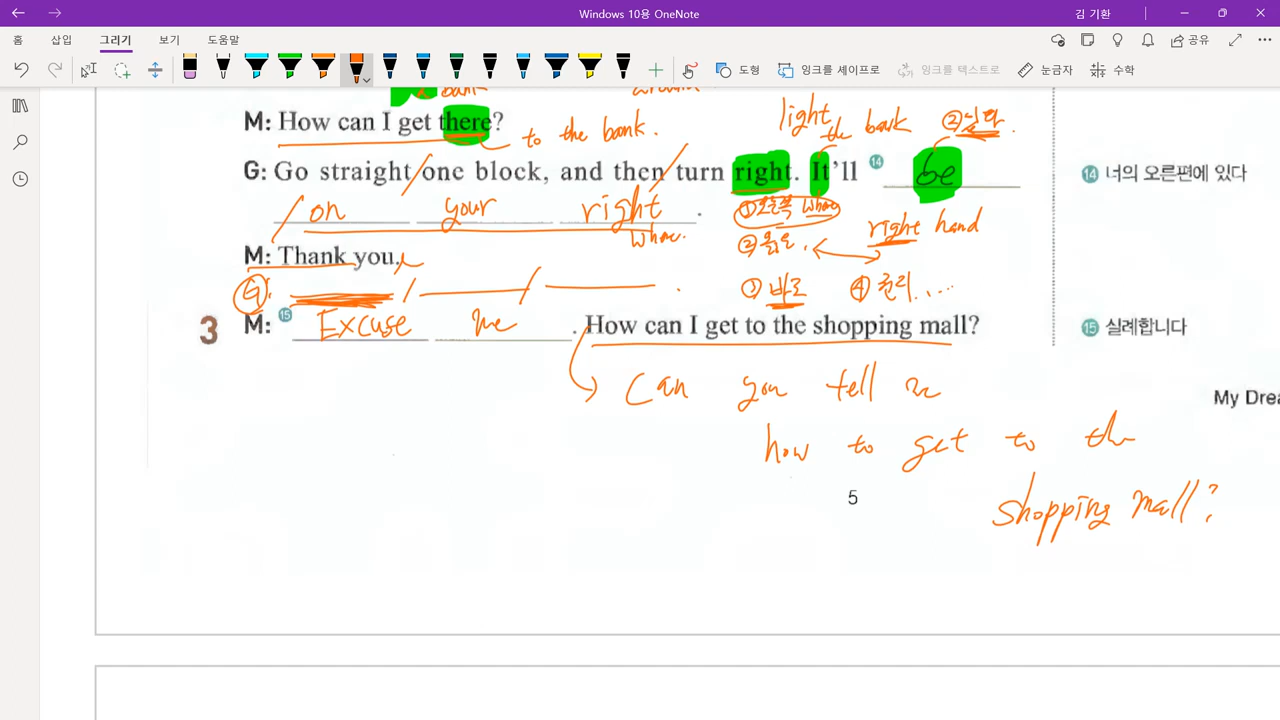 Windows 10용 OneNote
김 기환
홈 삽입 그리기 보기 도움말
공유
도형 잉크를 셰이프로 잉크를 텍스트로 눈금자 수학
bank
M: How can I get there?
to the bank.
light
the bank
② 있다.
G: Go straight one block, and then turn right. It'll ⑭ be
⑭ 너의 오른편에 있다
on your right.
① 오른쪽
② 옳은
right hand
M: Thank you.
③ 바로 ④ 권리 ....
G:
3 M: ⑮ Excuse me. How can I get to the shopping mall?
⑮ 실례합니다
Can you tell me
My Drea
how to get to the
shopping mall?
5